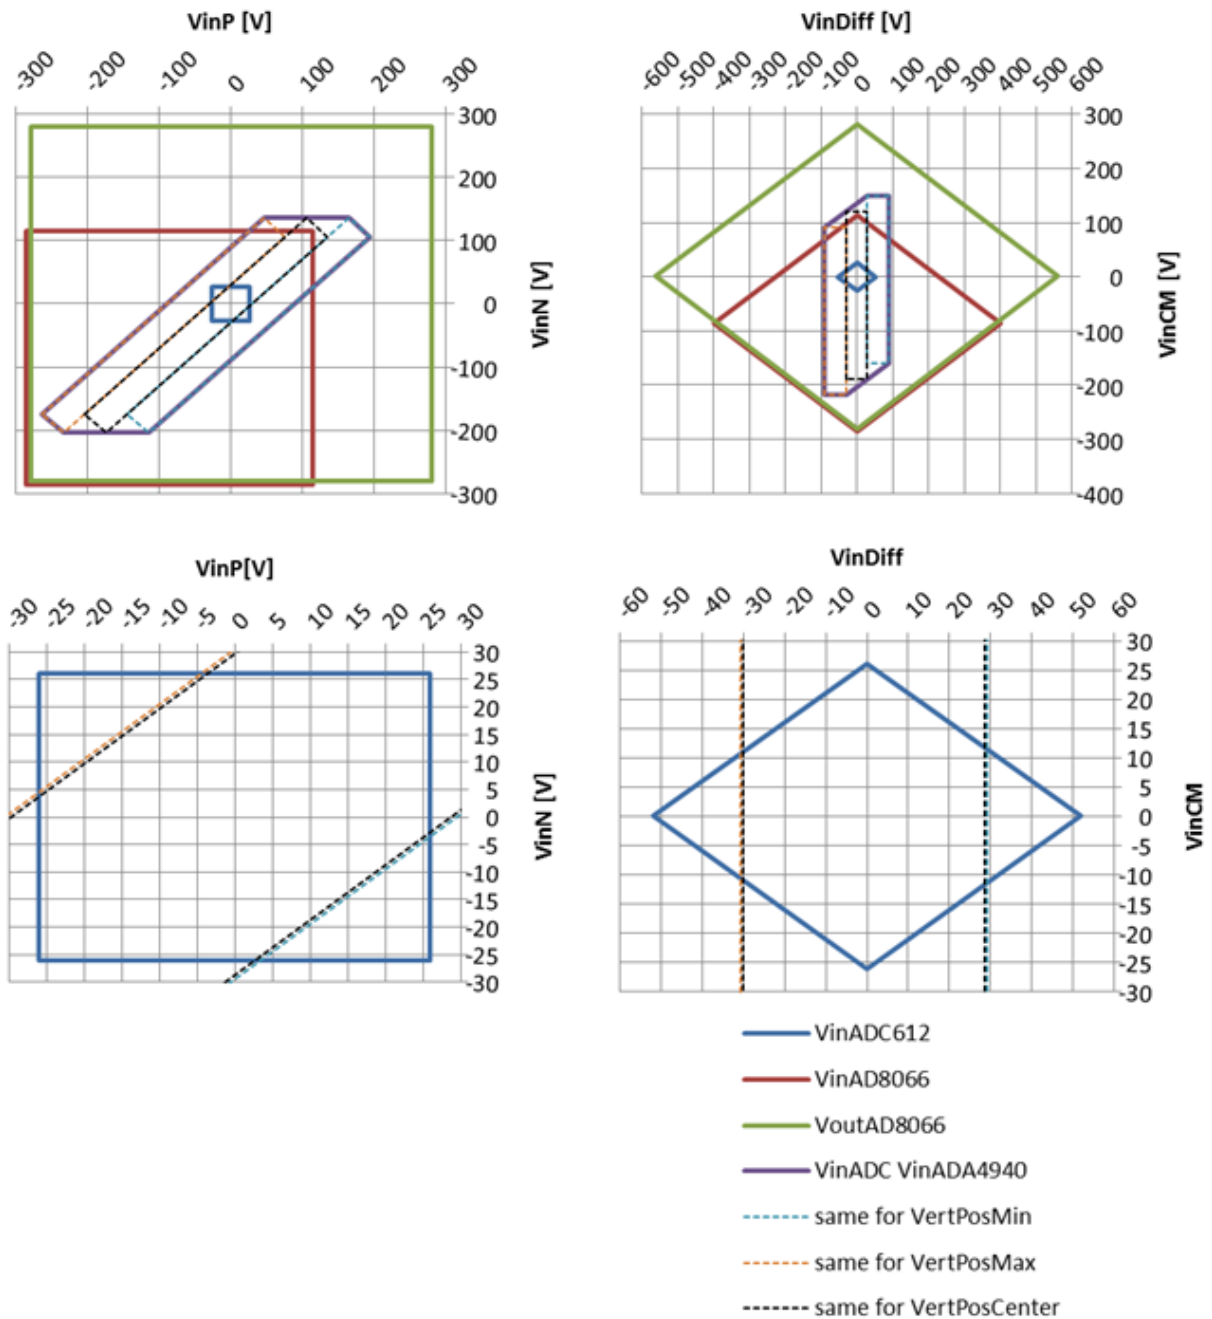 VinP [V]
-300 -200 -100 0 100 200 300
300
200
100
0
-100
-200
-300
VinN [V]
VinDiff [V]
-600 -500 -400 -300 -200 -100 0 100 200 300 400 500 600
300
200
100
0
-100
-200
-300
-400
VinCM [V]
VinP[V]
-30 -25 -20 -15 -10 -5 0 5 10 15 20 25 30
30
25
20
15
10
5
0
-5
-10
-15
-20
-25
-30
VinN [V]
VinDiff
-60 -50 -40 -30 -20 -10 0 10 20 30 40 50 60
30
25
20
15
10
5
0
-5
-10
-15
-20
-25
-30
VinCM
VinADC612
VinAD8066
VoutAD8066
VinADC VinADA4940
same for VertPosMin
same for VertPosMax
same for VertPosCenter